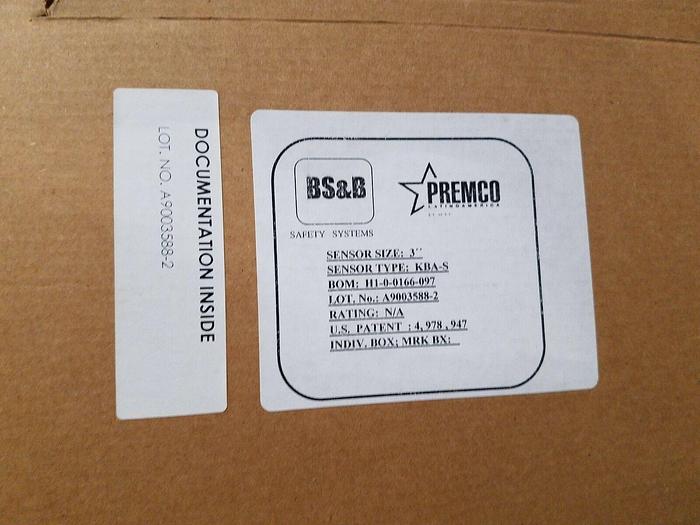 DOCUMENTATION INSIDE
LOT. NO. A9003588-2
BS&B
SAFETY SYSTEMS
PREMCO
LATINOAMERICA
SENSOR SIZE: 3''
SENSOR TYPE: KBA-S
BOM: H1-0-0166-097
LOT, No.: A9003588-2
RATING: N/A
U.S. PATENT : 4, 978 , 947
INDIV. BOX; MRK BX: